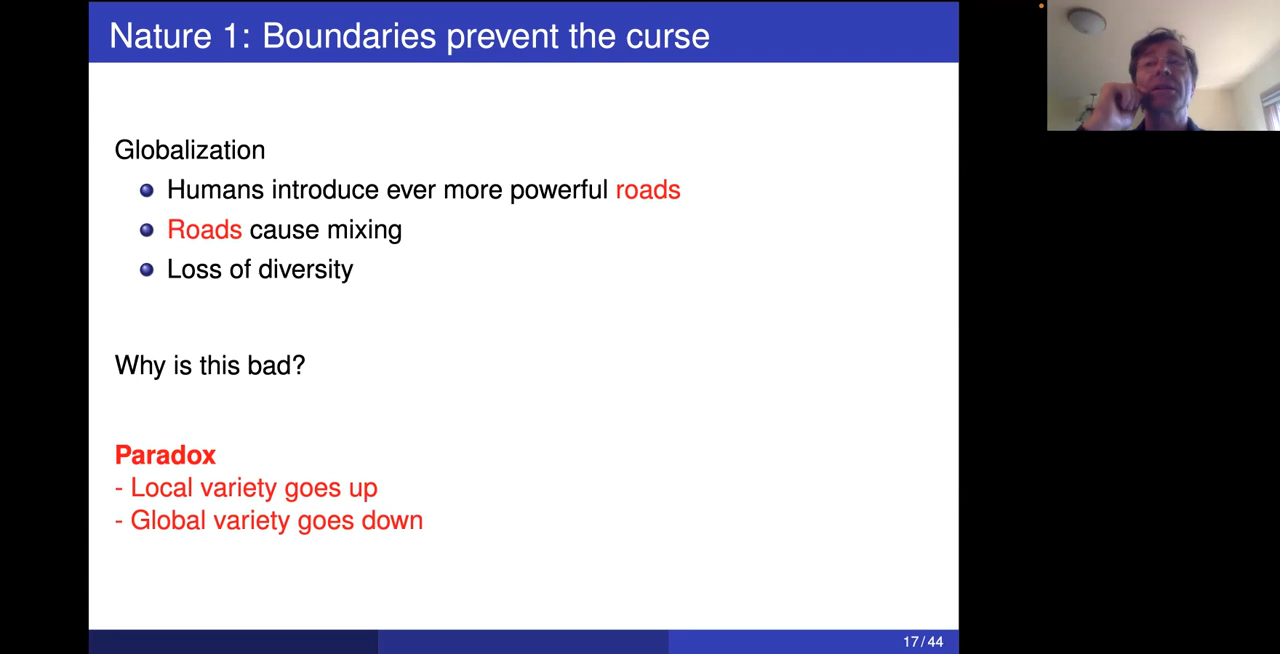 Nature 1: Boundaries prevent the curse
Globalization
Humans introduce ever more powerful roads
Roads cause mixing
Loss of diversity
Why is this bad?
Paradox
- Local variety goes up
- Global variety goes down
17/44